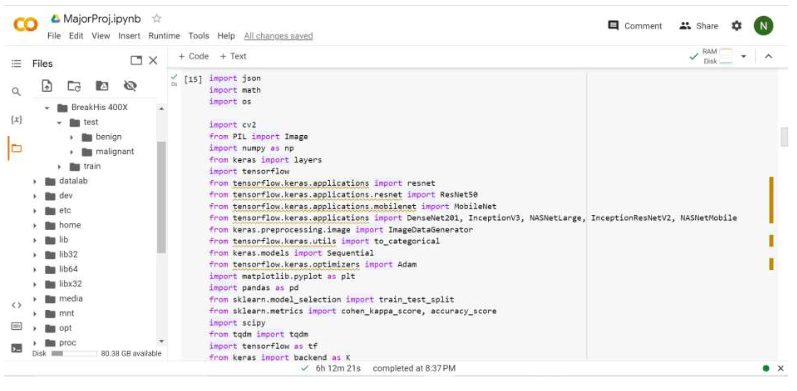 CO MajorProj.ipynb
File Edit View Insert Runtime Tools Help All changes saved
Comment Share N
Files
+ Code + Text
RAM
Disk
BreakHis 400X
test
benign
malignant
train
datalab
dev
etc
home
lib
lib32
lib64
libx32
media
mnt
opt
proc
Disk 80.38 GB available
{x}
<>
[15] import json
0s
import math
import os
import cv2
from PIL import Image
import numpy as np
from keras import layers
import tensorflow
from tensorflow.keras.applications import resnet
from tensorflow.keras.applications.resnet import ResNet50
from tensorflow.keras.applications.mobilenet import MobileNet
from tensorflow.keras.applications import DenseNet201, InceptionV3, NASNetLarge, InceptionResNetV2, NASNetMobile
from keras.preprocessing.image import ImageDataGenerator
from tensorflow.keras.utils import to_categorical
from keras.models import Sequential
from tensorflow.keras.optimizers import Adam
import matplotlib.pyplot as plt
import pandas as pd
from sklearn.model_selection import train_test_split
from sklearn.metrics import cohen_kappa_score, accuracy_score
import scipy
from tqdm import tqdm
import tensorflow as tf
from keras import backend as K
6h 12m 21s completed at 8:37 PM